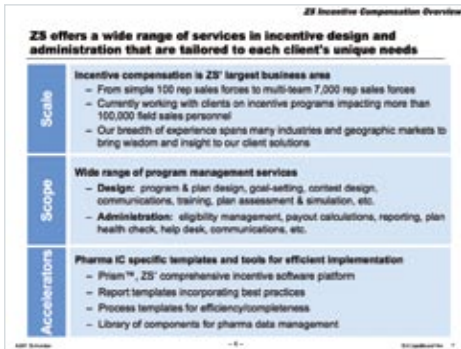 ZS Incentive Compensation Overview
ZS offers a wide range of services in incentive design and
administration that are tailored to each client's unique needs
Scale
Incentive compensation is ZS' largest business area
– From simple 100 rep sales forces to multi-team 7,000 rep sales forces
– Currently working with clients on incentive programs impacting more than
100,000 field sales personnel
– Our breadth of experience spans many industries and geographic markets to
bring wisdom and insight to our client solutions
Scope
Wide range of program management services
– Design: program & plan design, goal-setting, contest design,
communications, training, plan assessment & simulation, etc.
– Administration: eligibility management, payout calculations, reporting, plan
health check, help desk, communications, etc.
Accelerators
Pharma IC specific templates and tools for efficient implementation
– Prism™, ZS' comprehensive incentive software platform
– Report templates incorporating best practices
– Process templates for efficiency/completeness
– Library of components for pharma data management